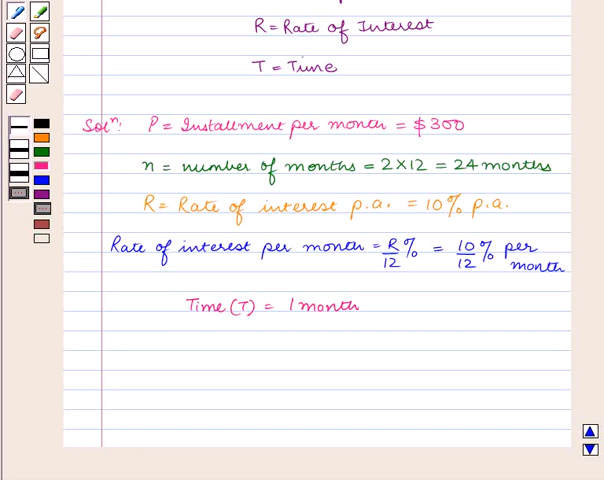 R = Rate of Interest
T = Time
Solⁿ: P = Installment per month = $300
n = number of months = 2×12 = 24 months
R = Rate of interest p.a. = 10% p.a.
Rate of interest per month = R/12 % = 10/12 % per month
Time (T) = 1 month